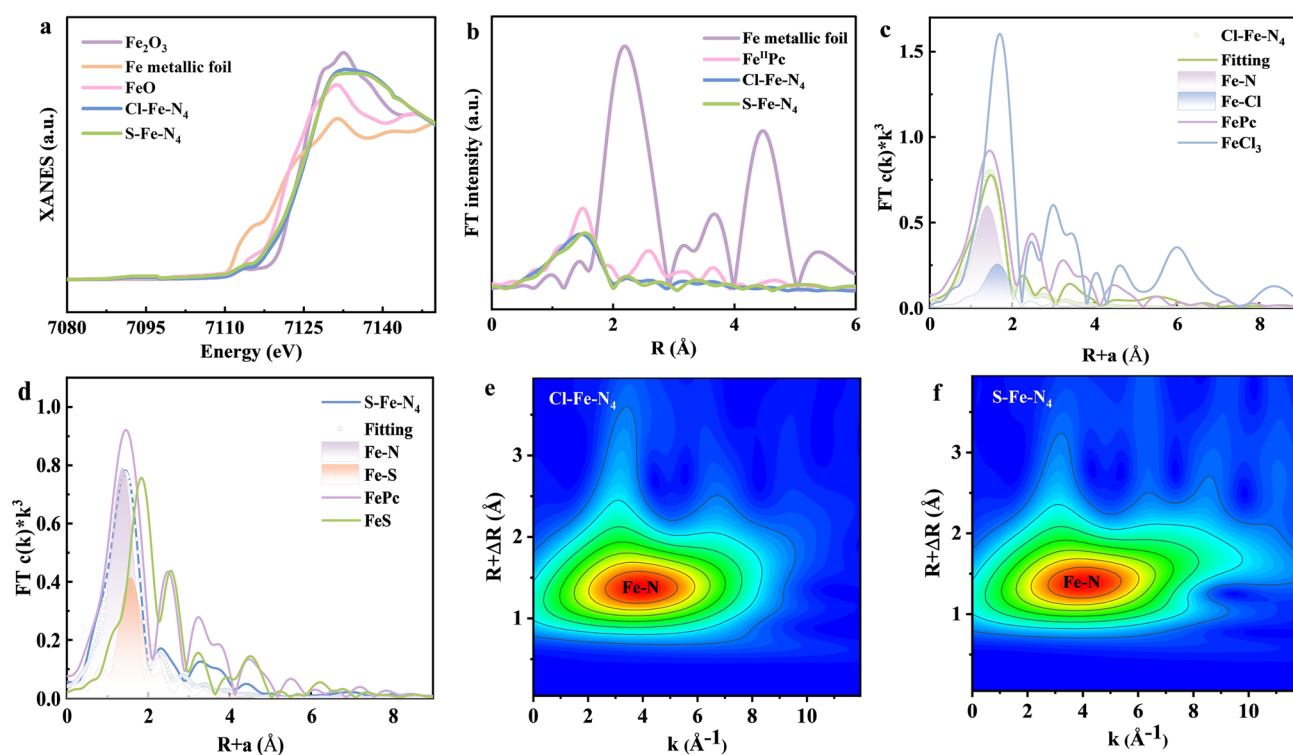 a
Fe₂O₃
Fe metallic foil
FeO
Cl-Fe-N₄
S-Fe-N₄
XANES (a.u.)
7080 7095 7110 7125 7140
Energy (eV)
b
Fe metallic foil
FeᴵᴵPc
Cl-Fe-N₄
S-Fe-N₄
FT intensity (a.u.)
0 2 4 6
R (Å)
c
Cl-Fe-N₄
Fitting
Fe-N
Fe-Cl
FePc
FeCl₃
FT c(k)*k³
1.5
1.0
0.5
0.0
0 2 4 6 8
R+a (Å)
d
S-Fe-N₄
Fitting
Fe-N
Fe-S
FePc
FeS
FT c(k)*k³
1.0
0.8
0.6
0.4
0.2
0.0
0 2 4 6 8
R+a (Å)
e
Cl-Fe-N₄
Fe-N
R+ΔR (Å)
3
2
1
0
0 2 4 6 8 10
k (Å⁻¹)
f
S-Fe-N₄
Fe-N
R+ΔR (Å)
3
2
1
0
0 2 4 6 8 10
k (Å⁻¹)